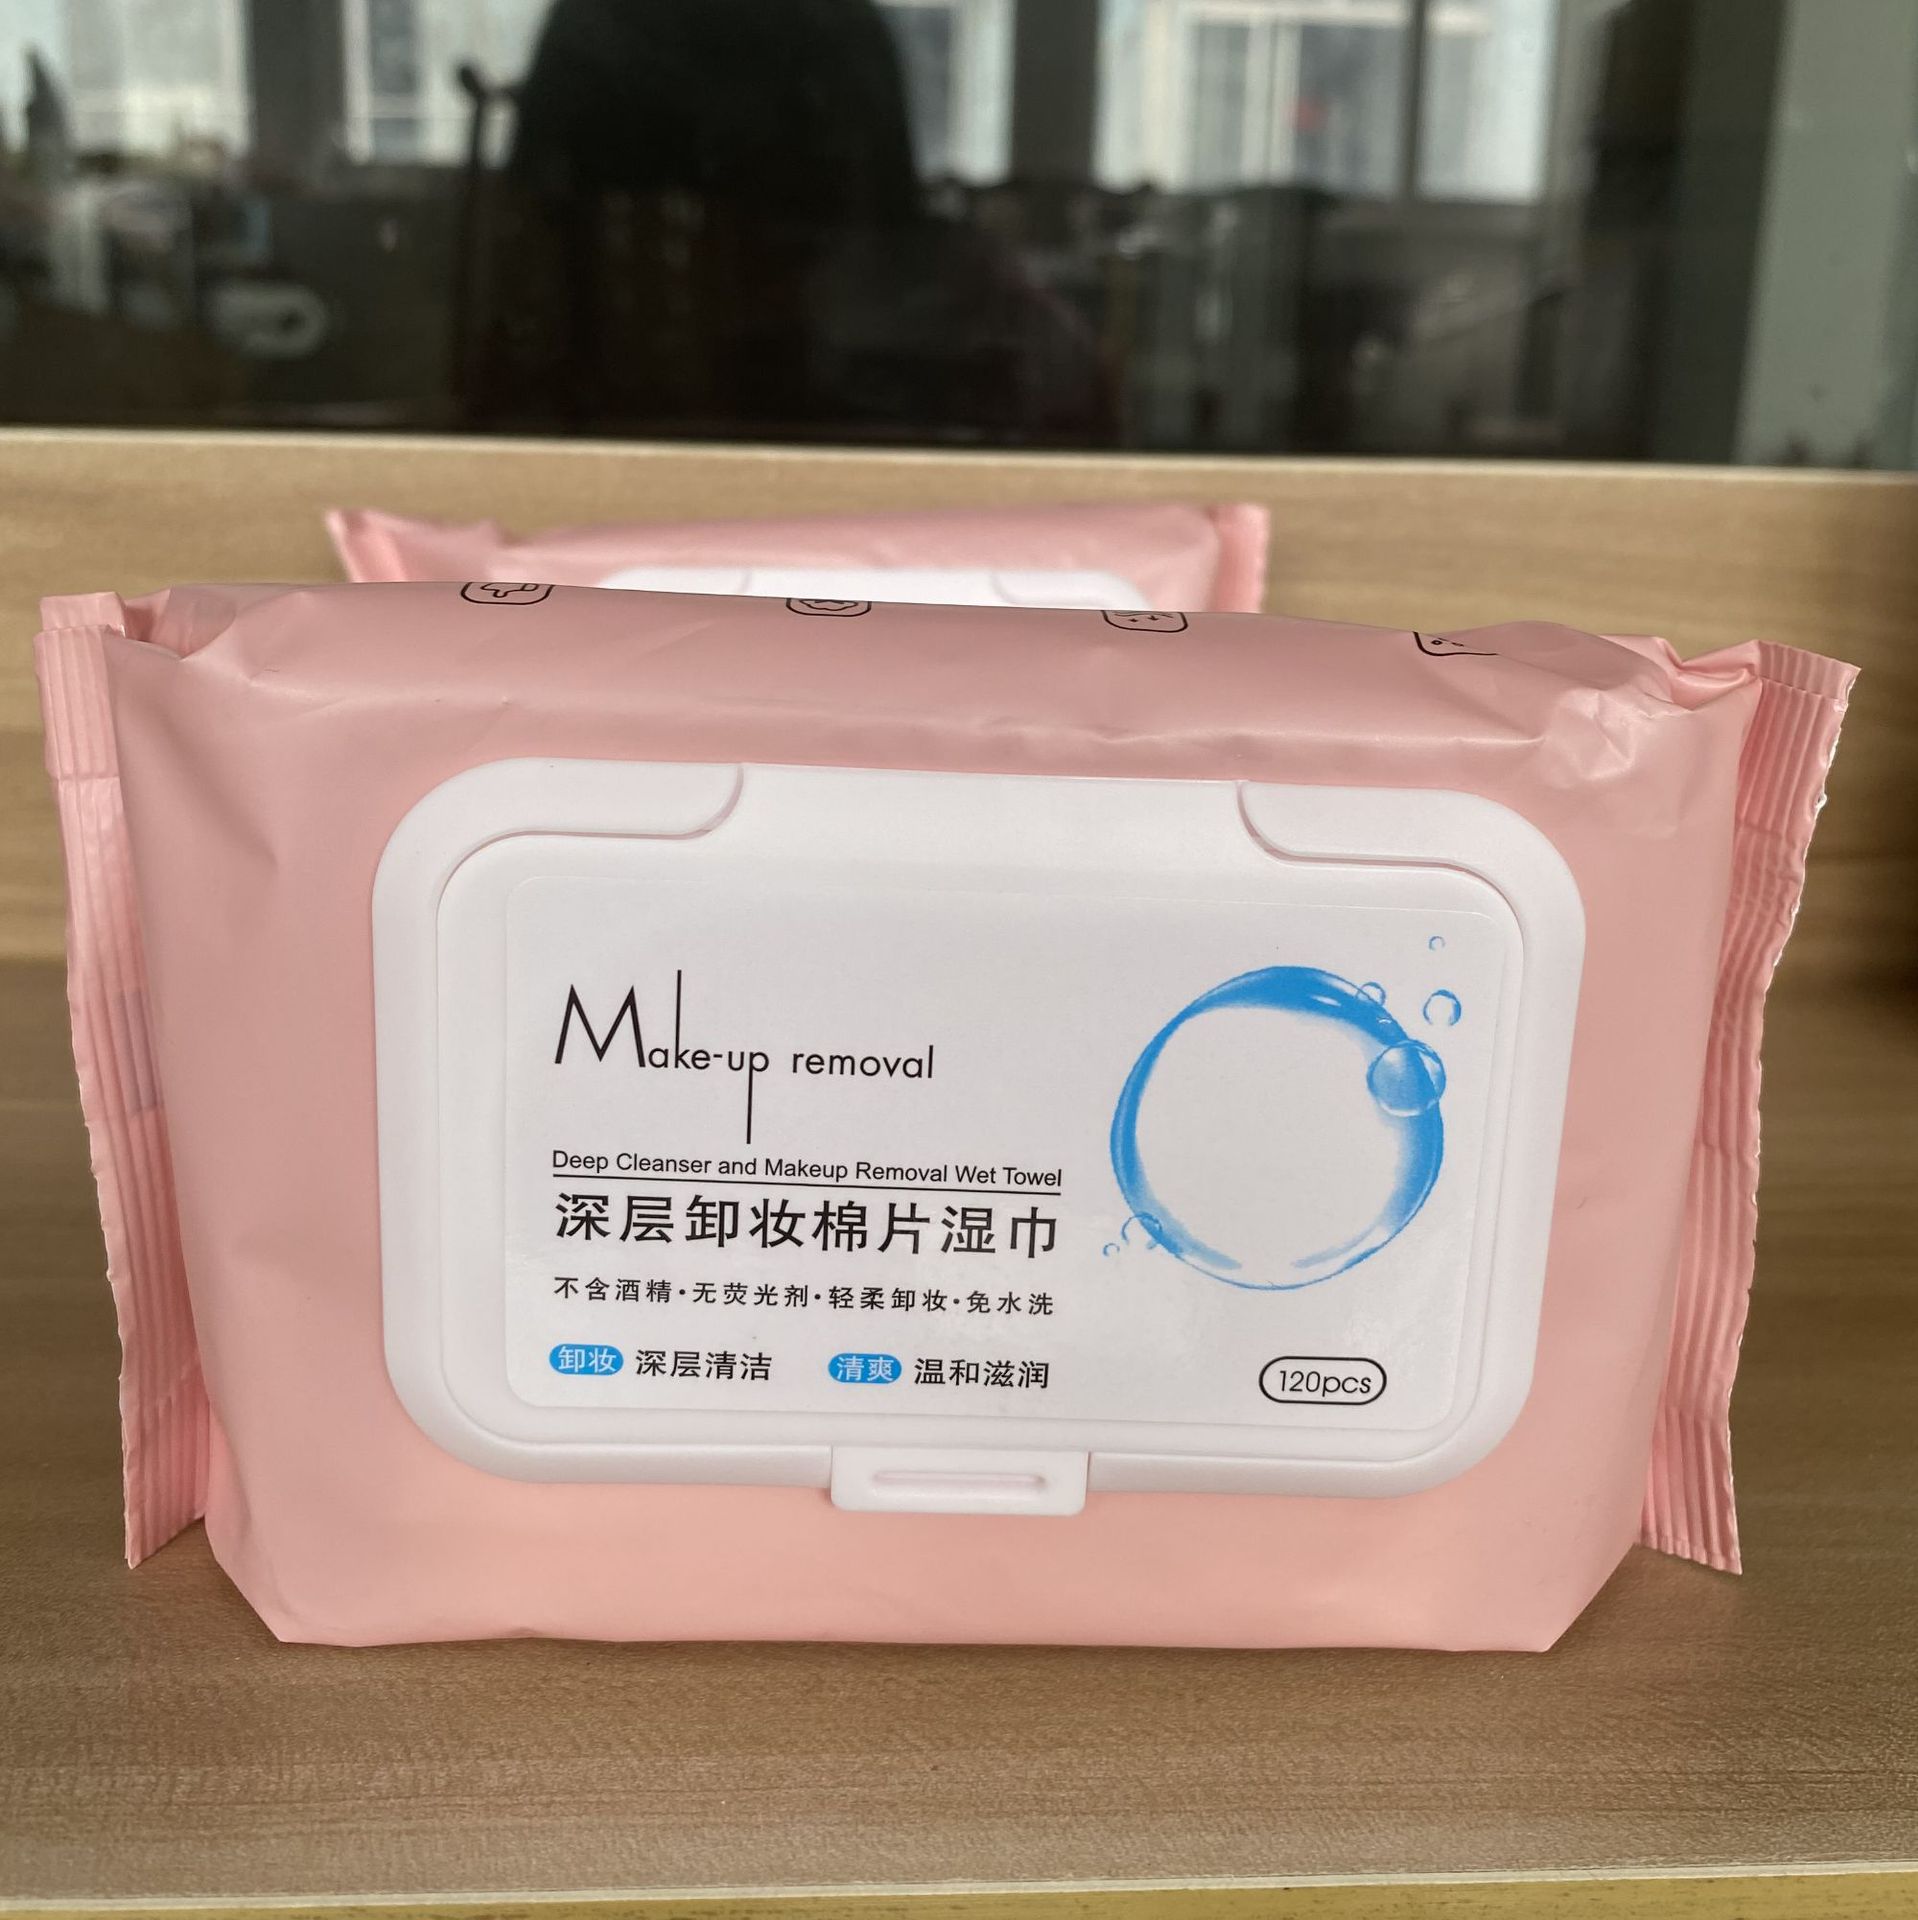 Make-up removal
Deep Cleanser and Makeup Removal Wet Towel
深层卸妆棉片湿巾
不含酒精·无荧光剂·轻柔卸妆·免水洗
卸妆 深层清洁 清爽 温和滋润
120pcs